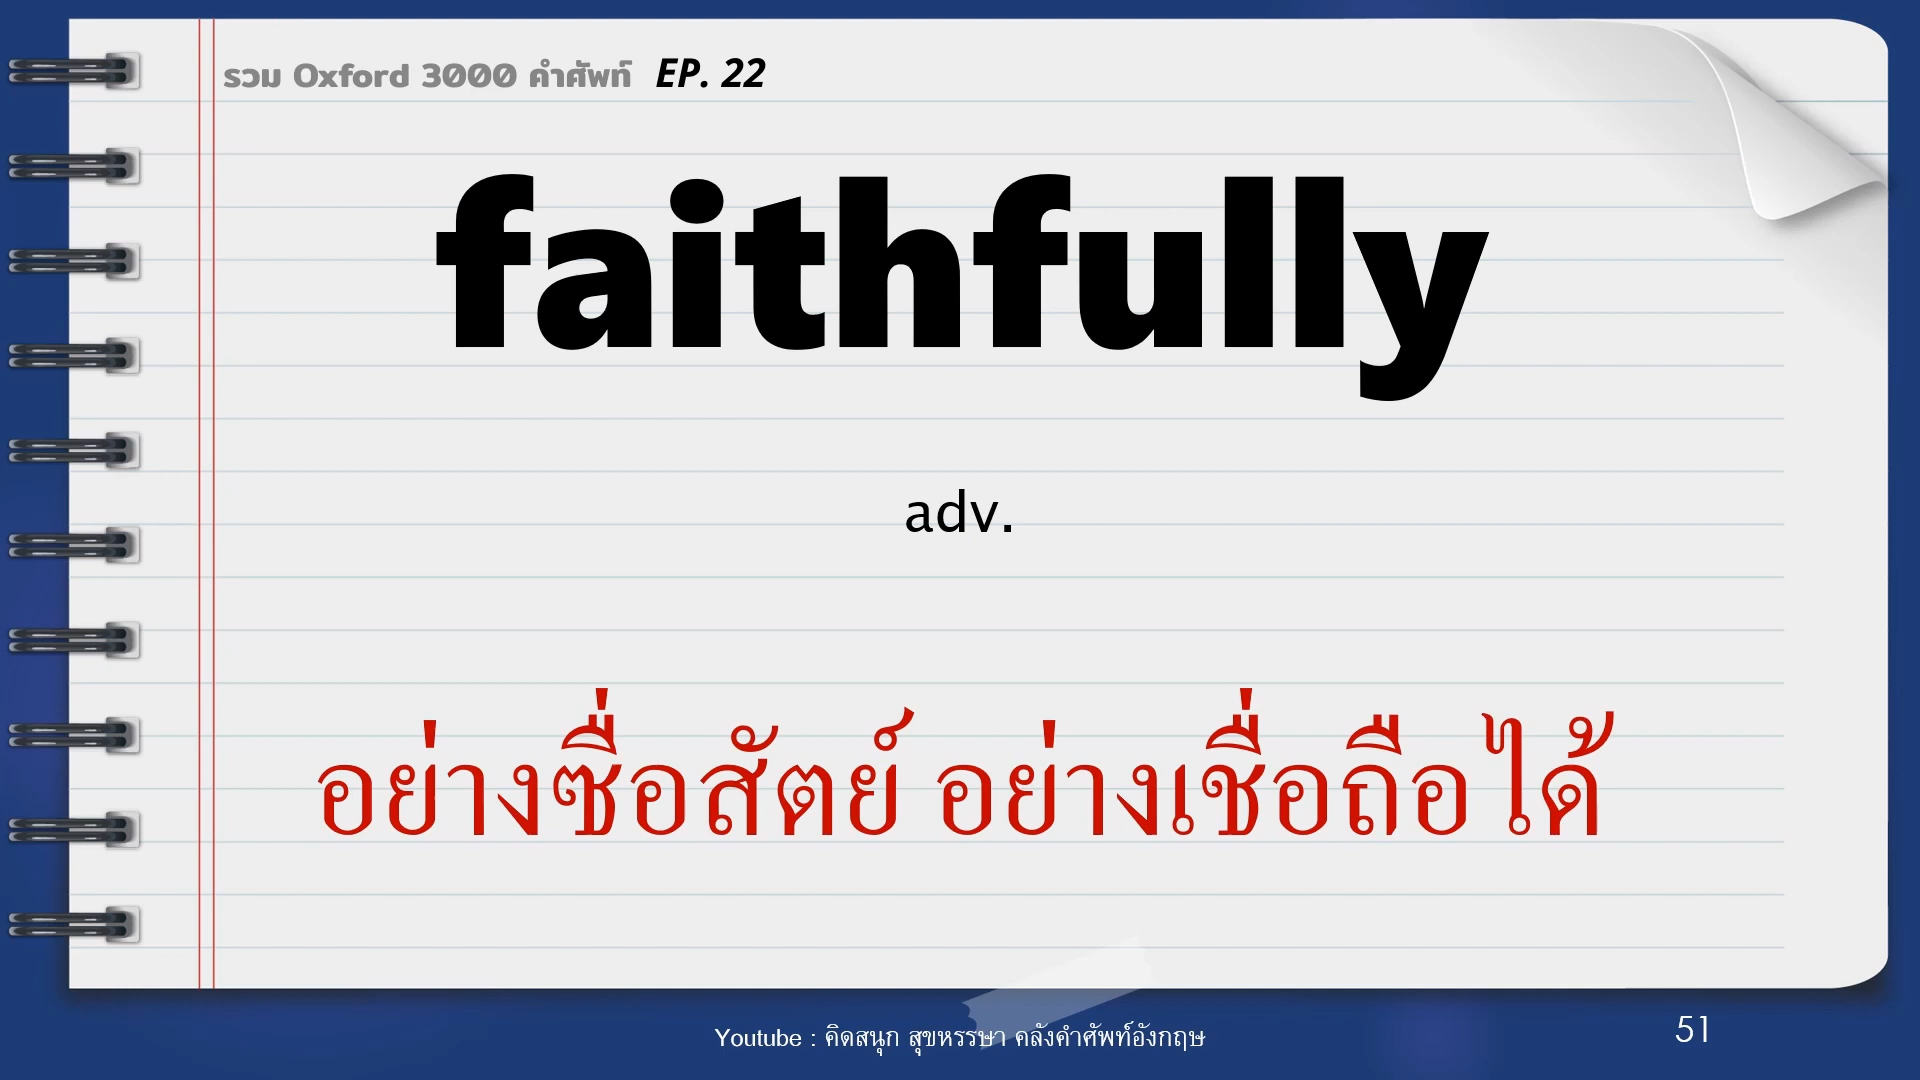 รวม Oxford 3000 คำศัพท์ EP. 22
faithfully
adv.
อย่างซื่อสัตย์ อย่างเชื่อถือได้
Youtube : คิดสนุก สุขหรรษา คลังคำศัพท์อังกฤษ
51